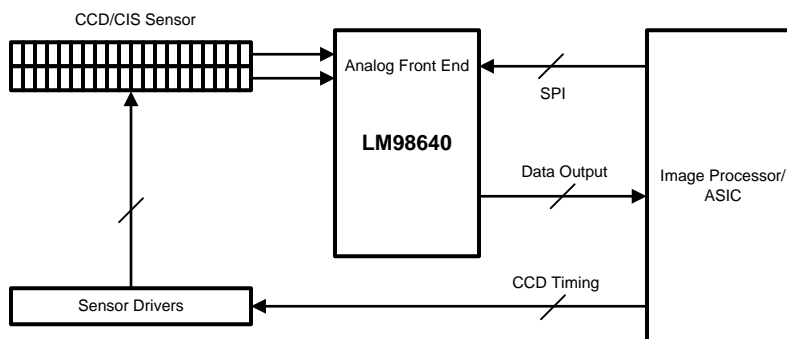 CCD/CIS Sensor
Analog Front End
LM98640
SPI
Data Output
Image Processor/
ASIC
CCD Timing
Sensor Drivers